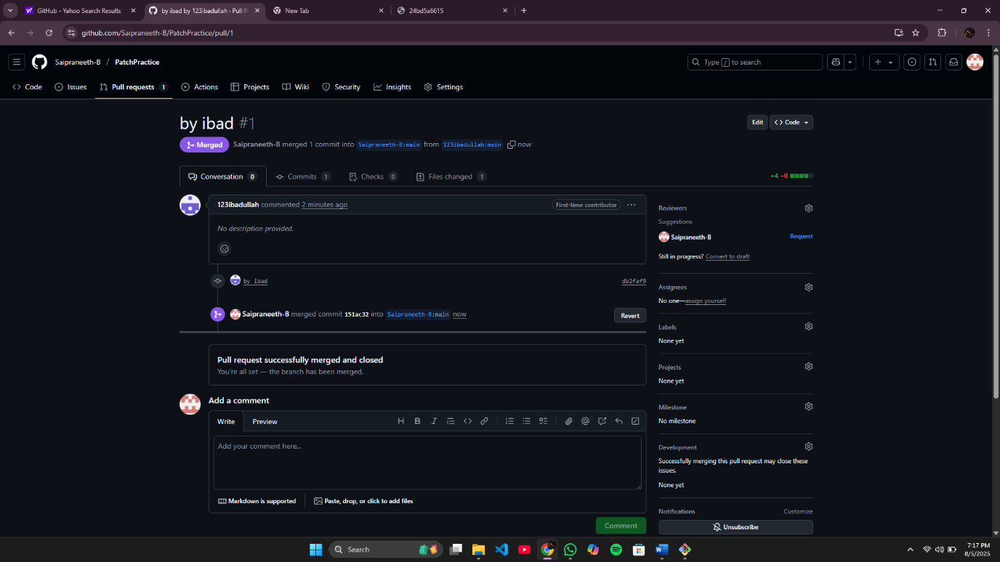 GitHub - Yahoo Search Results
by ibad by 123ibadullah · Pull R
New Tab
24bd5a6615
github.com/Saipraneeth-B/PatchPractice/pull/1
Saipraneeth-B / PatchPractice
Type / to search
Code
Issues
Pull requests 1
Actions
Projects
Wiki
Security
Insights
Settings
by ibad #1
Edit
<> Code
Merged
Saipraneeth-B merged 1 commit into Saipraneeth-B:main from 123ibadullah:main now
Conversation 0
Commits 1
Checks 0
Files changed 1
+4 −0
123ibadullah commented 2 minutes ago
First-time contributor
No description provided.
by ibad
db2faf9
Saipraneeth-B merged commit 151ac32 into Saipraneeth-B:main now
Revert
Pull request successfully merged and closed
You're all set — the branch has been merged.
Add a comment
Write
Preview
Add your comment here...
Markdown is supported
Paste, drop, or click to add files
Comment
Reviewers
Suggestions
Saipraneeth-B
Request
Still in progress? Convert to draft
Assignees
No one—assign yourself
Labels
None yet
Projects
None yet
Milestone
No milestone
Development
Successfully merging this pull request may close these
issues.
None yet
Notifications
Customize
Unsubscribe
Search
7:17 PM
8/5/2025